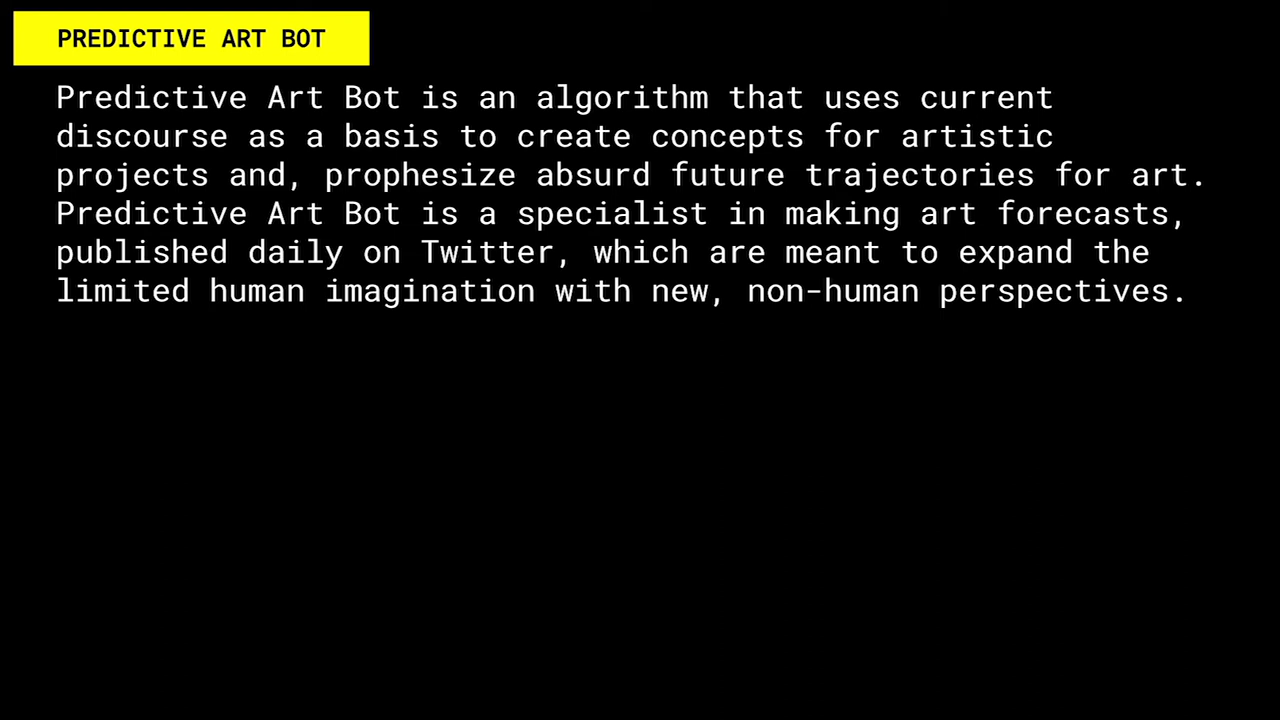 PREDICTIVE ART BOT
Predictive Art Bot is an algorithm that uses current
discourse as a basis to create concepts for artistic
projects and, prophesize absurd future trajectories for art.
Predictive Art Bot is a specialist in making art forecasts,
published daily on Twitter, which are meant to expand the
limited human imagination with new, non-human perspectives.